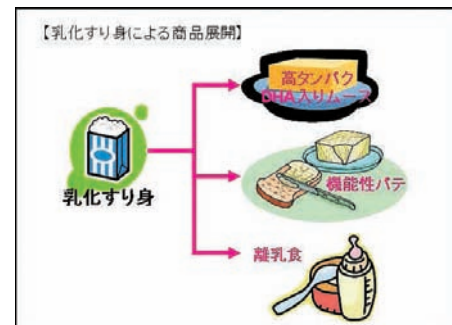 【乳化すり身による商品展開】
高タンパク
DHA入りムース
乳化すり身
機能性パテ
離乳食